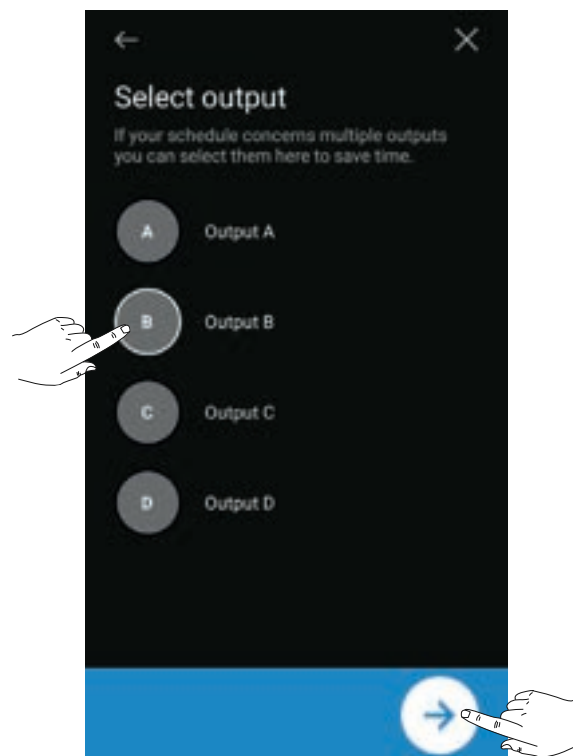 Select output
If your schedule concerns multiple outputs
you can select them here to save time.
A Output A
B Output B
C Output C
D Output D